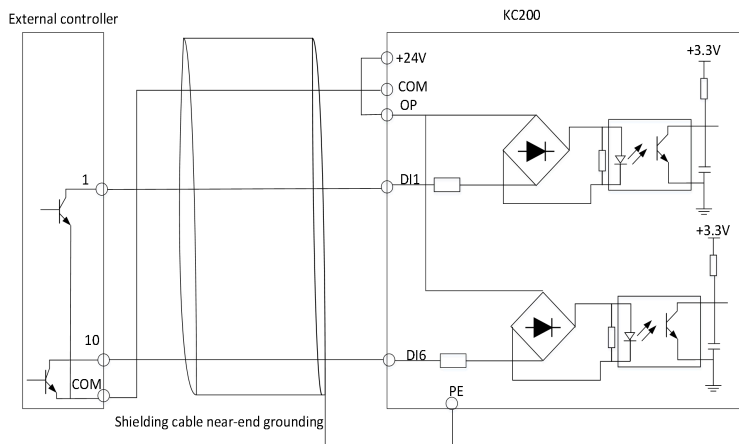 External controller
KC200
+24V
+3.3V
COM
OP
1
DI1
+3.3V
10
DI6
COM
PE
Shielding cable near-end grounding